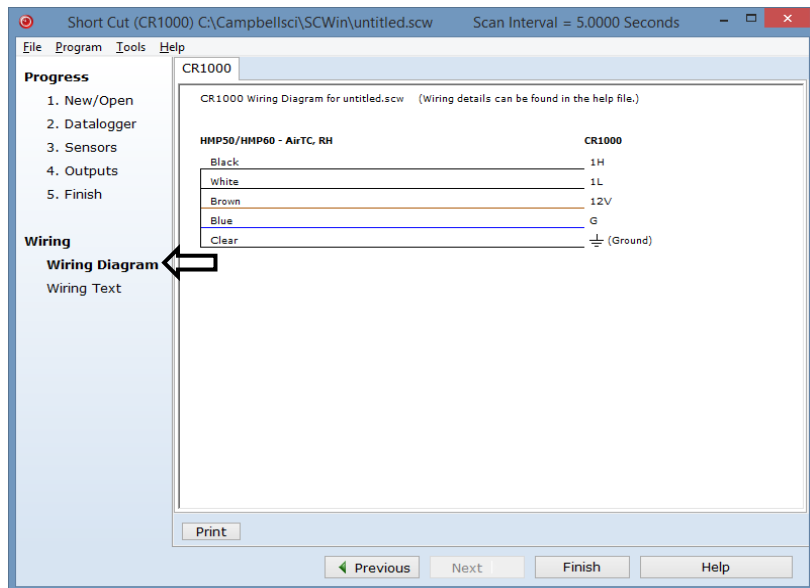 Short Cut (CR1000) C:\Campbellsci\SCWin\untitled.scw Scan Interval = 5.0000 Seconds
File Program Tools Help
Progress
1. New/Open
2. Datalogger
3. Sensors
4. Outputs
5. Finish
Wiring
Wiring Diagram
Wiring Text
CR1000
CR1000 Wiring Diagram for untitled.scw (Wiring details can be found in the help file.)
HMP50/HMP60 - AirTC, RH CR1000
Black 1H
White 1L
Brown 12V
Blue G
Clear (Ground)
Print
Previous Next Finish Help